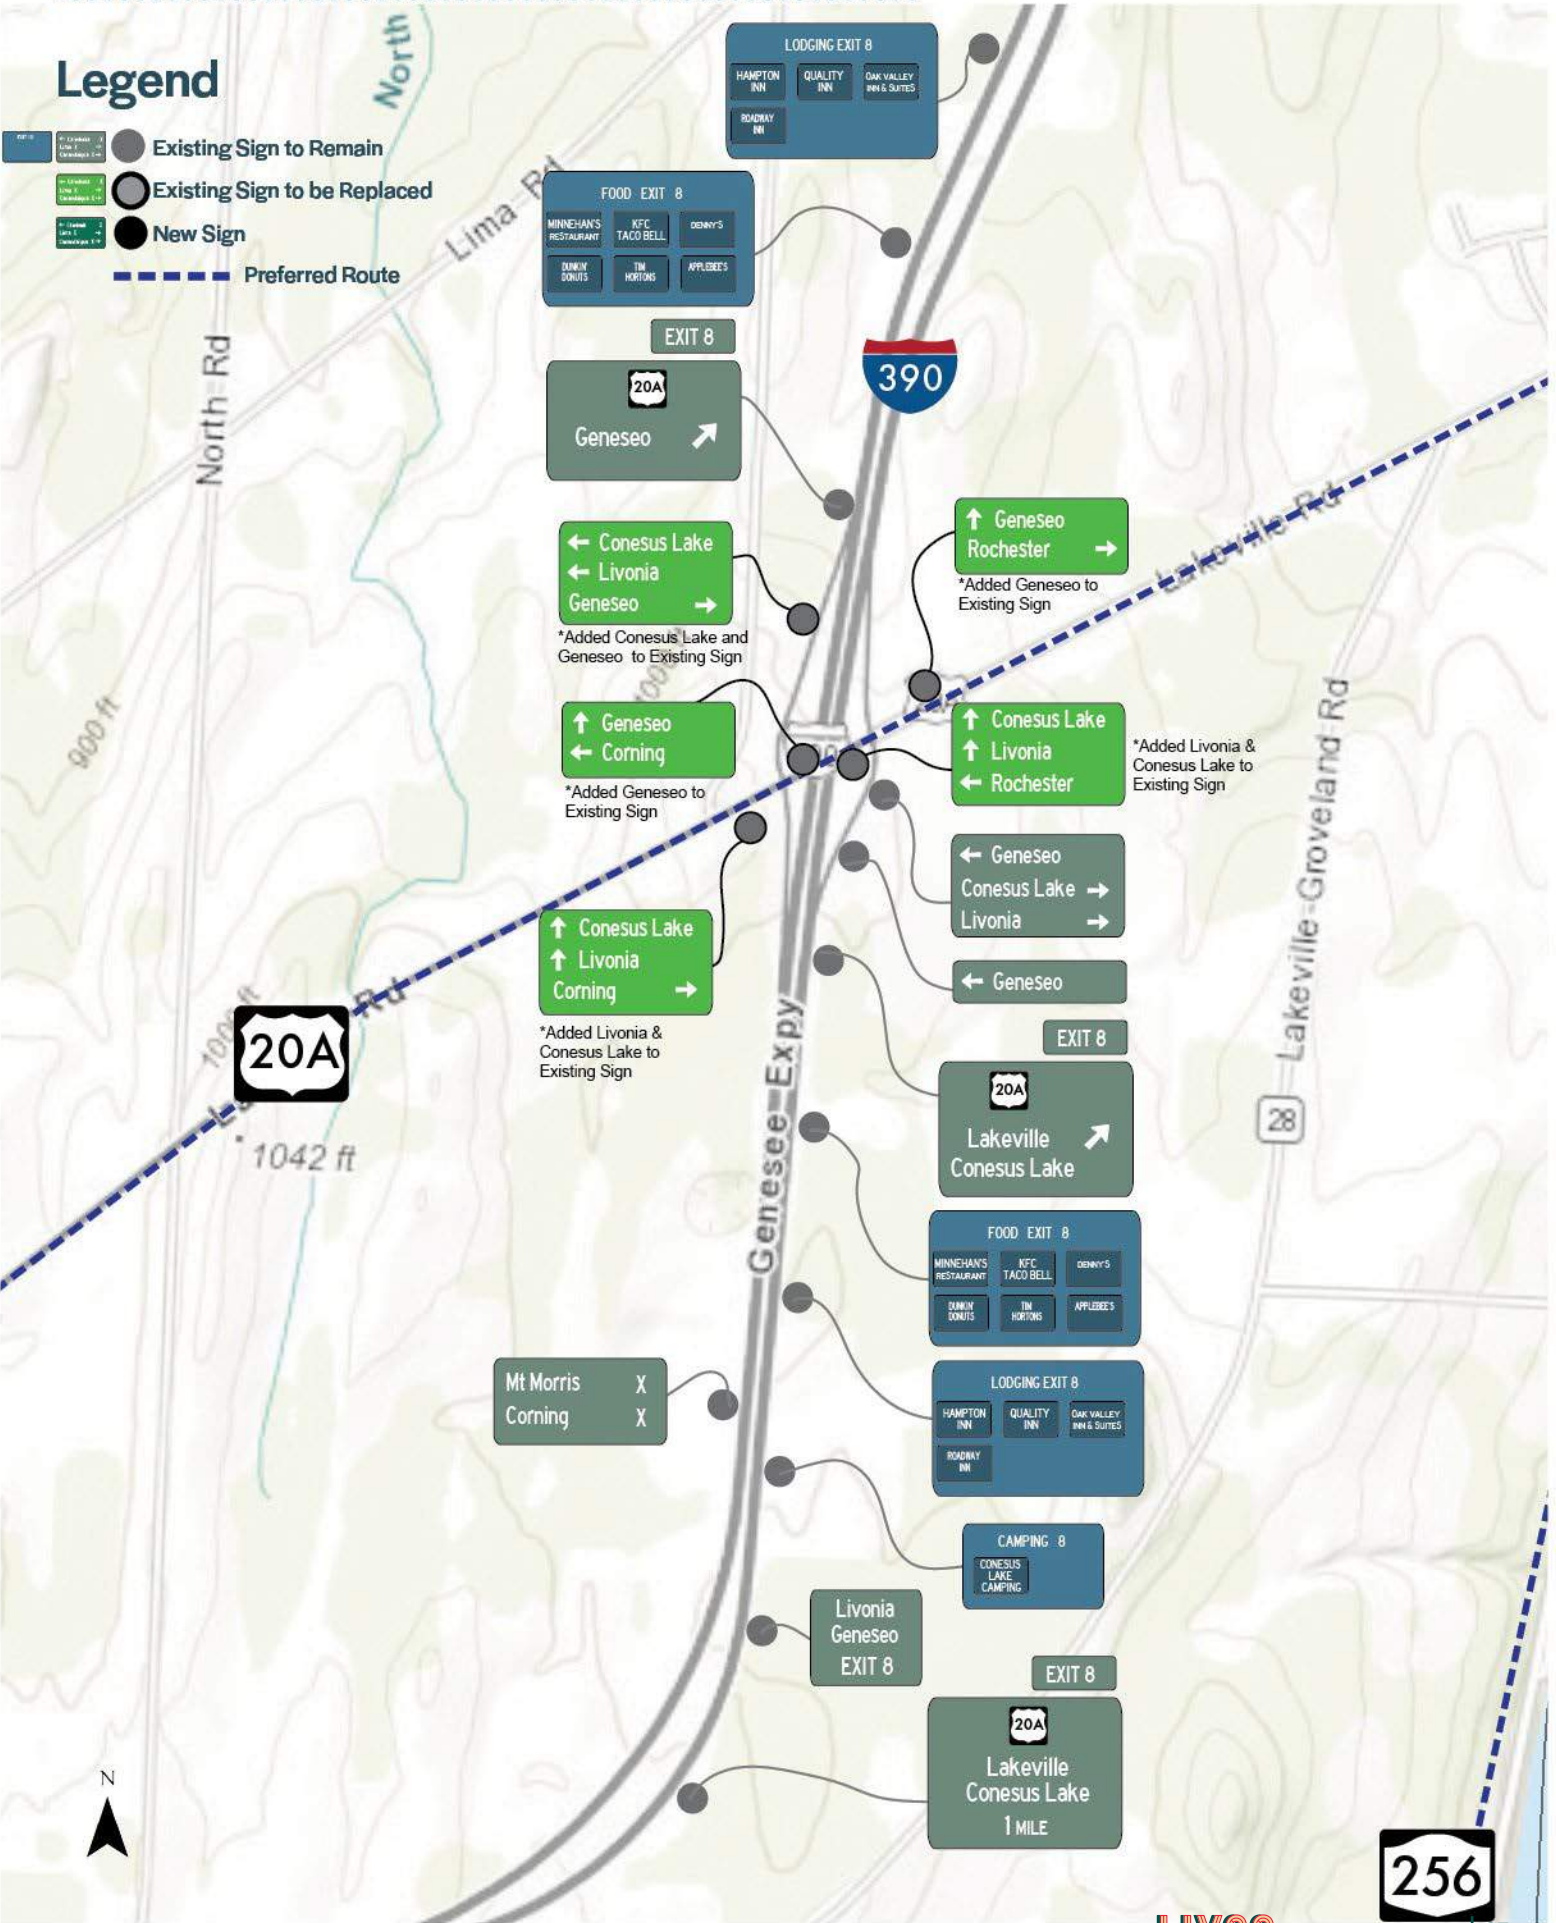 Legend
Existing Sign to Remain
Existing Sign to be Replaced
New Sign
Preferred Route
North
Lima Rd
North Rd
LODGING EXIT 8
HAMPTON
INN
QUALITY
INN
OAK VALLEY
INN & SUITES
ROADWAY
INN
FOOD EXIT 8
MINNEHAN'S
RESTAURANT
KFC
TACO BELL
DENNY'S
DUNKIN'
DONUTS
TIM
HORTONS
APPLEBEE'S
EXIT 8
20A
Geneseo
390
← Conesus Lake
← Livonia
Geneseo →
*Added Conesus Lake and
Geneseo to Existing Sign
↑ Geneseo
Rochester →
*Added Geneseo to
Existing Sign
Lakeville Rd
↑ Geneseo
← Corning
*Added Geneseo to
Existing Sign
↑ Conesus Lake
↑ Livonia
← Rochester
*Added Livonia &
Conesus Lake to
Existing Sign
900 ft
← Geneseo
Conesus Lake →
Livonia →
↑ Conesus Lake
↑ Livonia
Corning →
*Added Livonia &
Conesus Lake to
Existing Sign
← Geneseo
Rd
20A
1042 ft
Genesee Expy
Lakeville-Groveland Rd
28
EXIT 8
20A
Lakeville
Conesus Lake
FOOD EXIT 8
MINNEHAN'S
RESTAURANT
KFC
TACO BELL
DENNY'S
DUNKIN'
DONUTS
TIM
HORTONS
APPLEBEE'S
Mt Morris X
Corning X
LODGING EXIT 8
HAMPTON
INN
QUALITY
INN
OAK VALLEY
INN & SUITES
ROADWAY
INN
CAMPING 8
CONESUS
LAKE
CAMPING
Livonia
Geneseo
EXIT 8
EXIT 8
20A
Lakeville
Conesus Lake
1 MILE
N
256